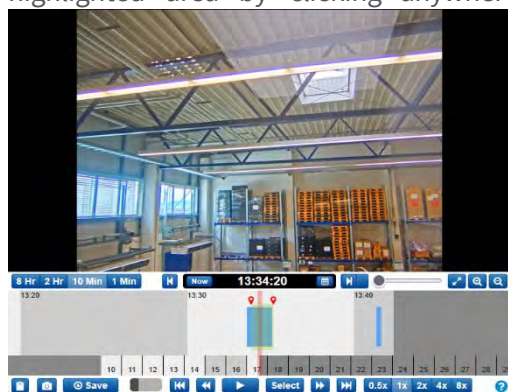 highlighted area by clicking anywher
8 Hr 2 Hr 10 Min 1 Min Now 13:34:20
13:20 13:30 13:40
10 11 12 13 14 15 16 17 18 19 20 21 22 23 24 25 26 27 28 2
Save Select 0.5x 1x 2x 4x 8x ?